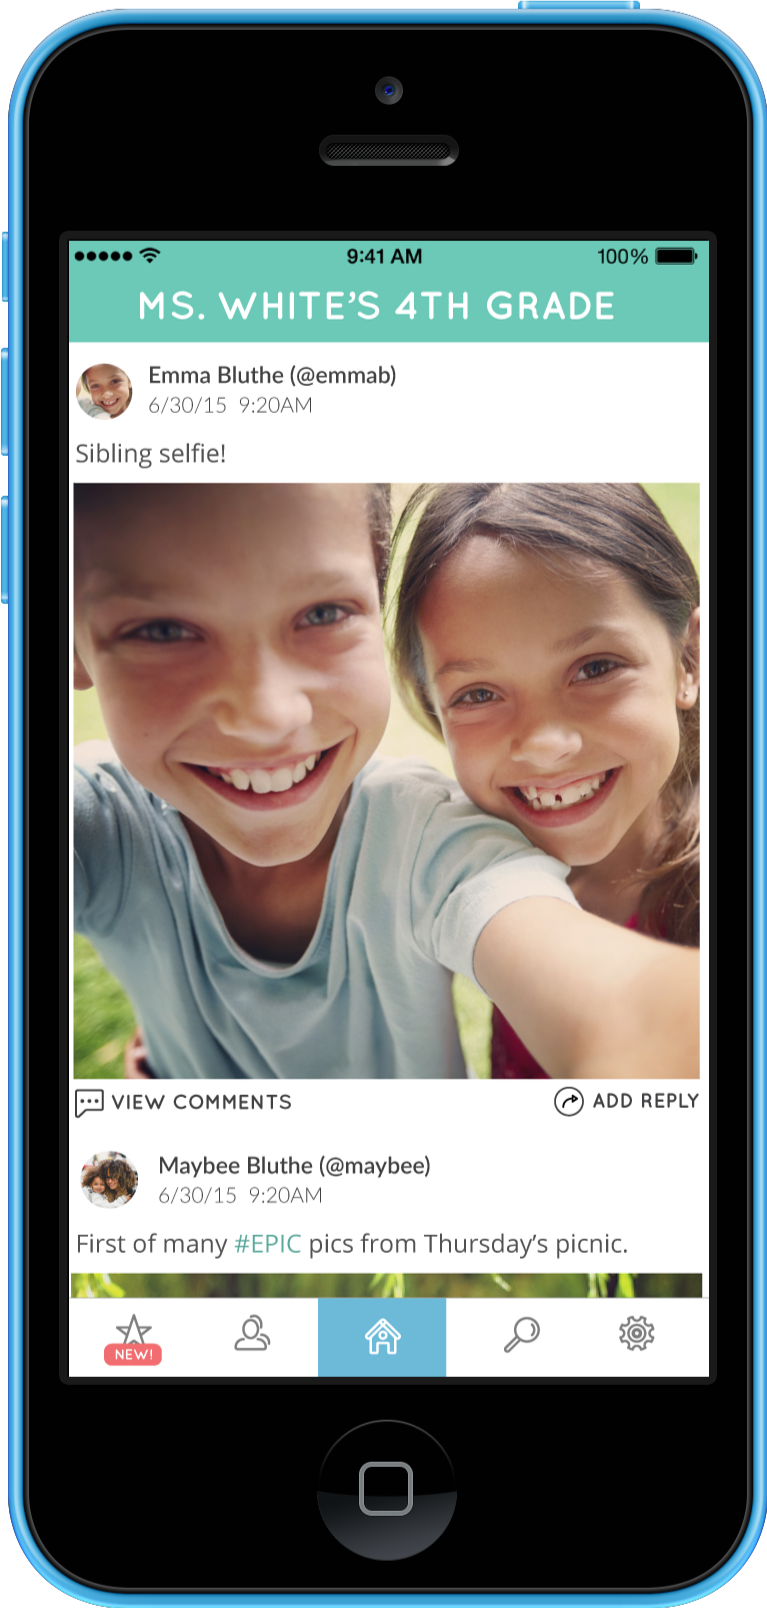 9:41 AM 100%
MS. WHITE’S 4TH GRADE
Emma Bluthe (@emmab)
6/30/15 9:20AM
Sibling selfie!
VIEW COMMENTS ADD REPLY
Maybee Bluthe (@maybee)
6/30/15 9:20AM
First of many #EPIC pics from Thursday’s picnic.
NEW!